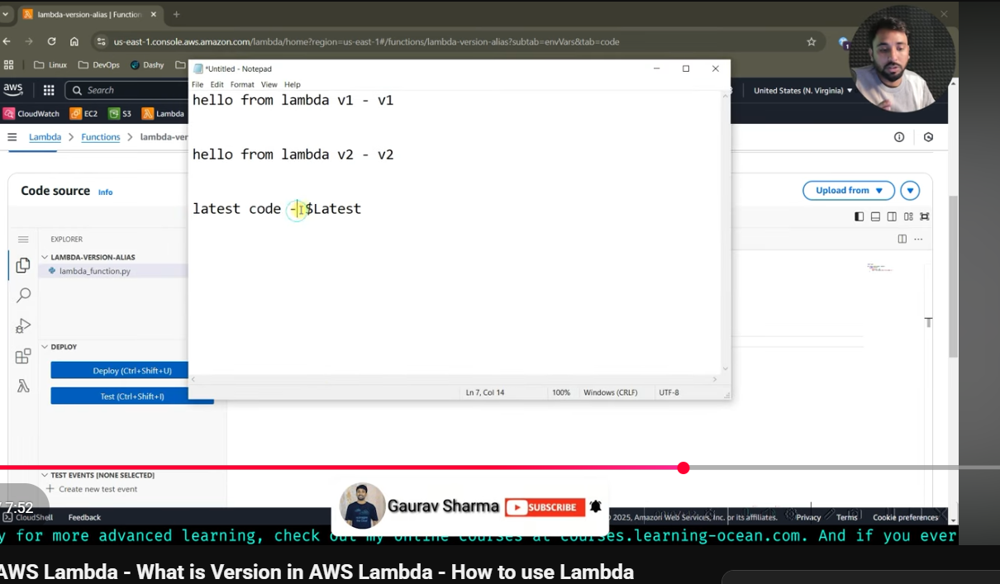 lambda-version-alias | Function
us-east-1.console.aws.amazon.com/lambda/home?region=us-east-1#/functions/lambda-version-alias?subtab=envVars&tab=code
Linux
DevOps
Dashy
*Untitled - Notepad
File Edit Format View Help
aws
Search
United States (N. Virginia)
CloudWatch
EC2
S3
Lambda
Lambda > Functions > lambda-ver
hello from lambda v1 - v1
hello from lambda v2 - v2
latest code - $Latest
Code source Info
Upload from
EXPLORER
LAMBDA-VERSION-ALIAS
lambda_function.py
DEPLOY
Deploy (Ctrl+Shift+U)
Test (Ctrl+Shift+I)
Ln 7, Col 14
100%
Windows (CRLF)
UTF-8
TEST EVENTS [NONE SELECTED]
+ Create new test event
/ 7:52
CloudShell
Feedback
Gaurav Sharma
SUBSCRIBE
2025, Amazon Web Services, Inc. or its affiliates.
Privacy
Terms
Cookie preferences
y for more advanced learning, check out my online courses at courses.learning-ocean.com. And if you ever
AWS Lambda - What is Version in AWS Lambda - How to use Lambda